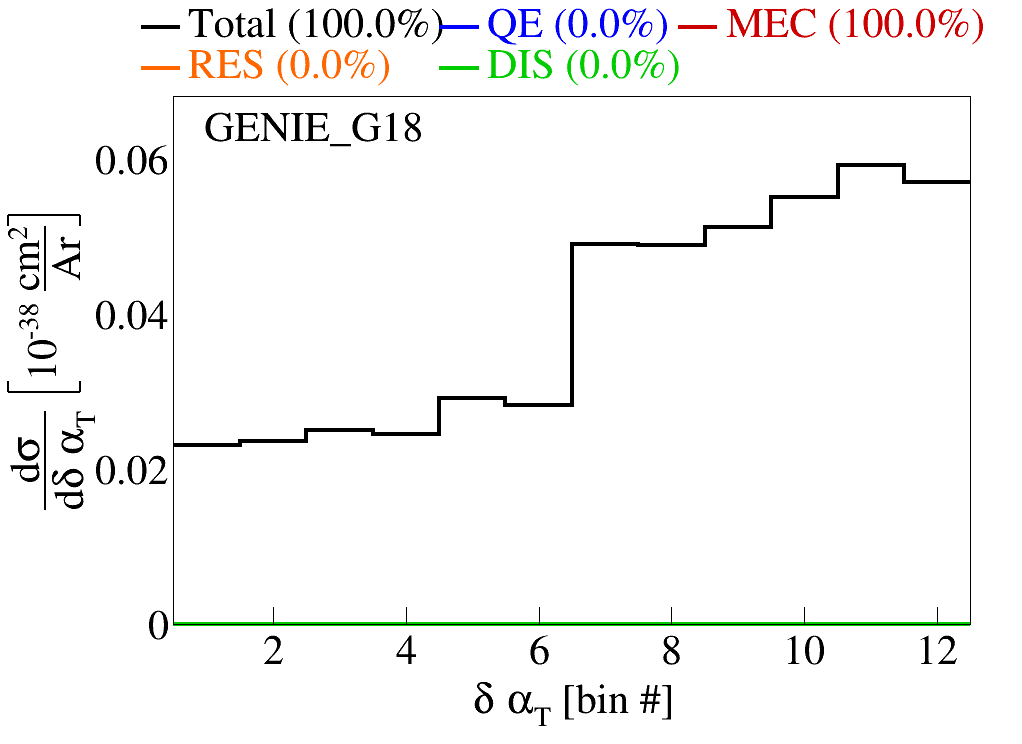 Total (100.0%) QE (0.0%) MEC (100.0%)
RES (0.0%) DIS (0.0%)
GENIE_G18
dσ/dδ α_T [10^-38 cm^2/Ar]
0.06
0.04
0.02
0
2 4 6 8 10 12
δ α_T [bin #]